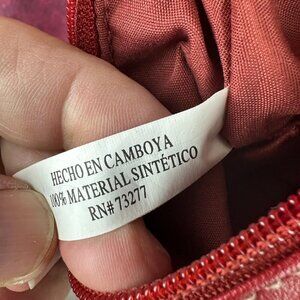 HECHO EN CAMBOYA
100% MATERIAL SINTÉTICO
RN# 73277